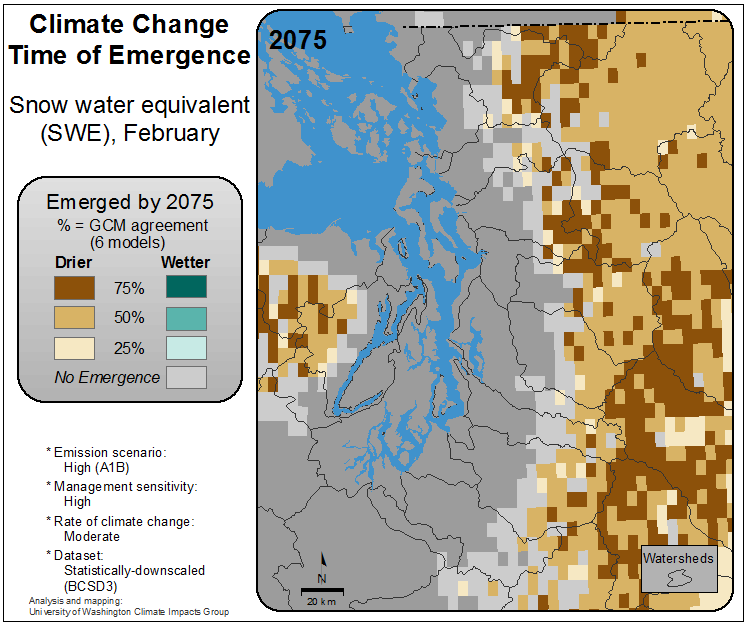 Climate Change
Time of Emergence
Snow water equivalent
(SWE), February
Emerged by 2075
% = GCM agreement
(6 models)
Drier Wetter
75%
50%
25%
No Emergence
* Emission scenario:
High (A1B)
* Management sensitivity:
High
* Rate of climate change:
Moderate
* Dataset:
Statistically-downscaled
(BCSD3)
Analysis and mapping:
University of Washington Climate Impacts Group
2075
N
20 km
Watersheds